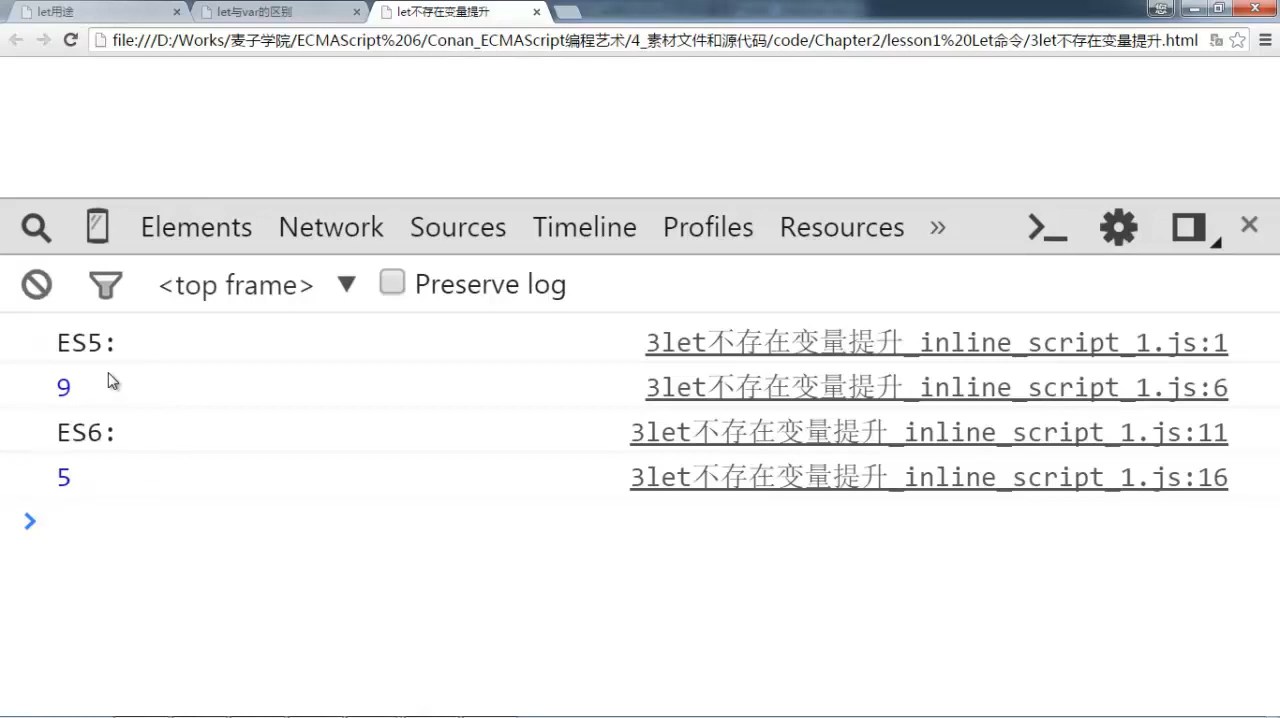 let用途 let与var的区别 let不存在变量提升
file:///D:/Works/麦子学院/ECMAScript%206/Conan_ECMAScript编程艺术/4_素材文件和源代码/code/Chapter2/lesson1%20Let命令/3let不存在变量提升.html
Elements Network Sources Timeline Profiles Resources »
<top frame> ▼ Preserve log
ES5: 3let不存在变量提升_inline_script_1.js:1
9 3let不存在变量提升_inline_script_1.js:6
ES6: 3let不存在变量提升_inline_script_1.js:11
5 3let不存在变量提升_inline_script_1.js:16